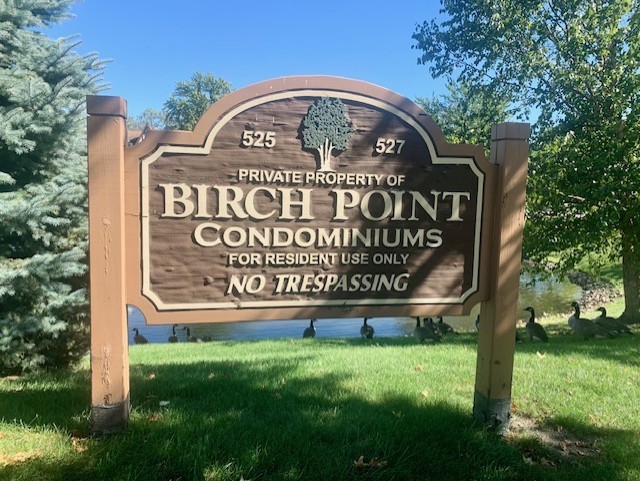 525 527
PRIVATE PROPERTY OF
BIRCH POINT
CONDOMINIUMS
FOR RESIDENT USE ONLY
NO TRESPASSING